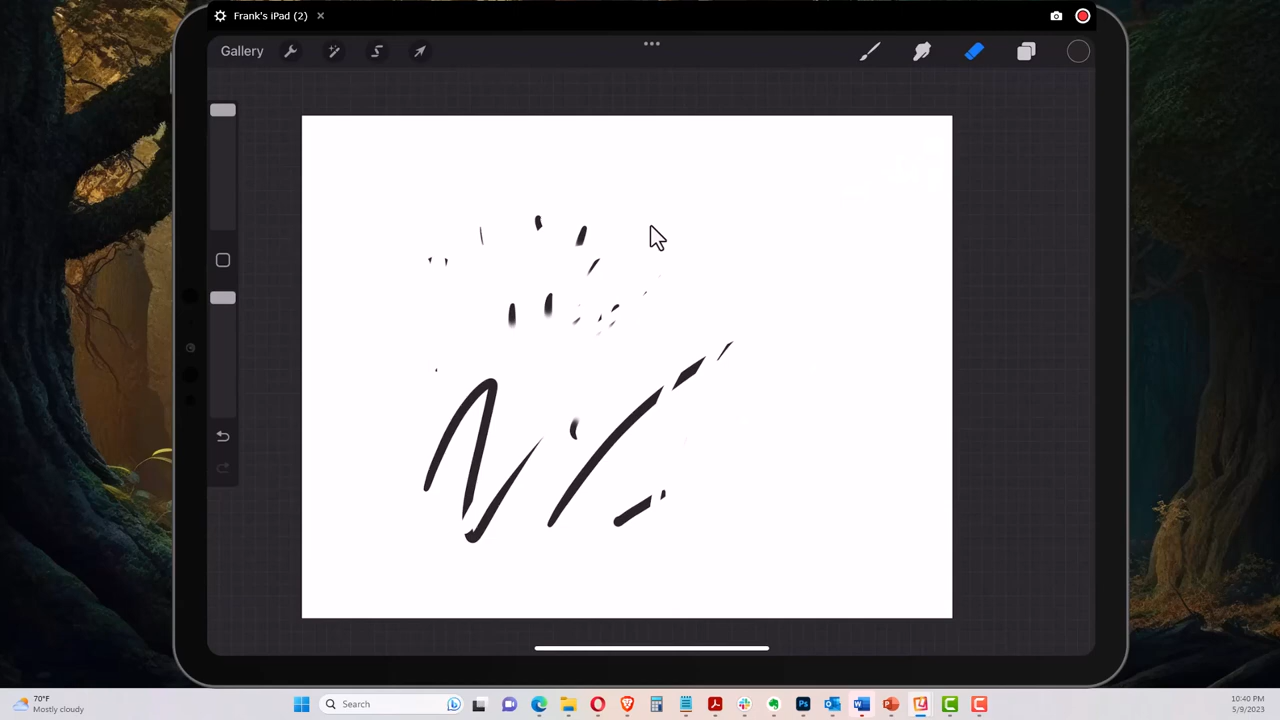 Frank's iPad (2)
Gallery
70°F
Mostly cloudy
Search
10:40 PM
5/9/2023